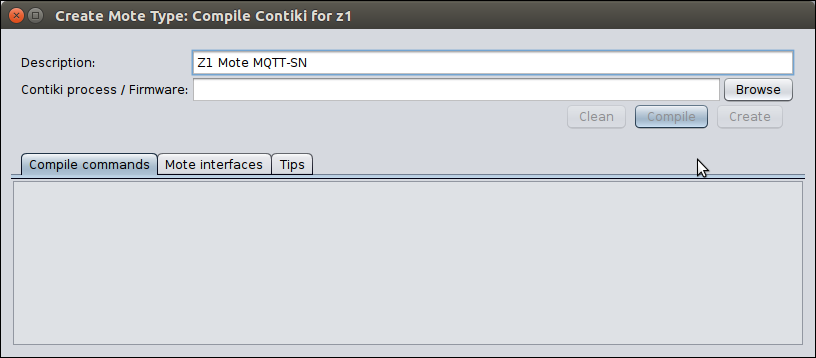 Create Mote Type: Compile Contiki for z1
Description: Z1 Mote MQTT-SN
Contiki process / Firmware: Browse
Clean Compile Create
Compile commands Mote interfaces Tips